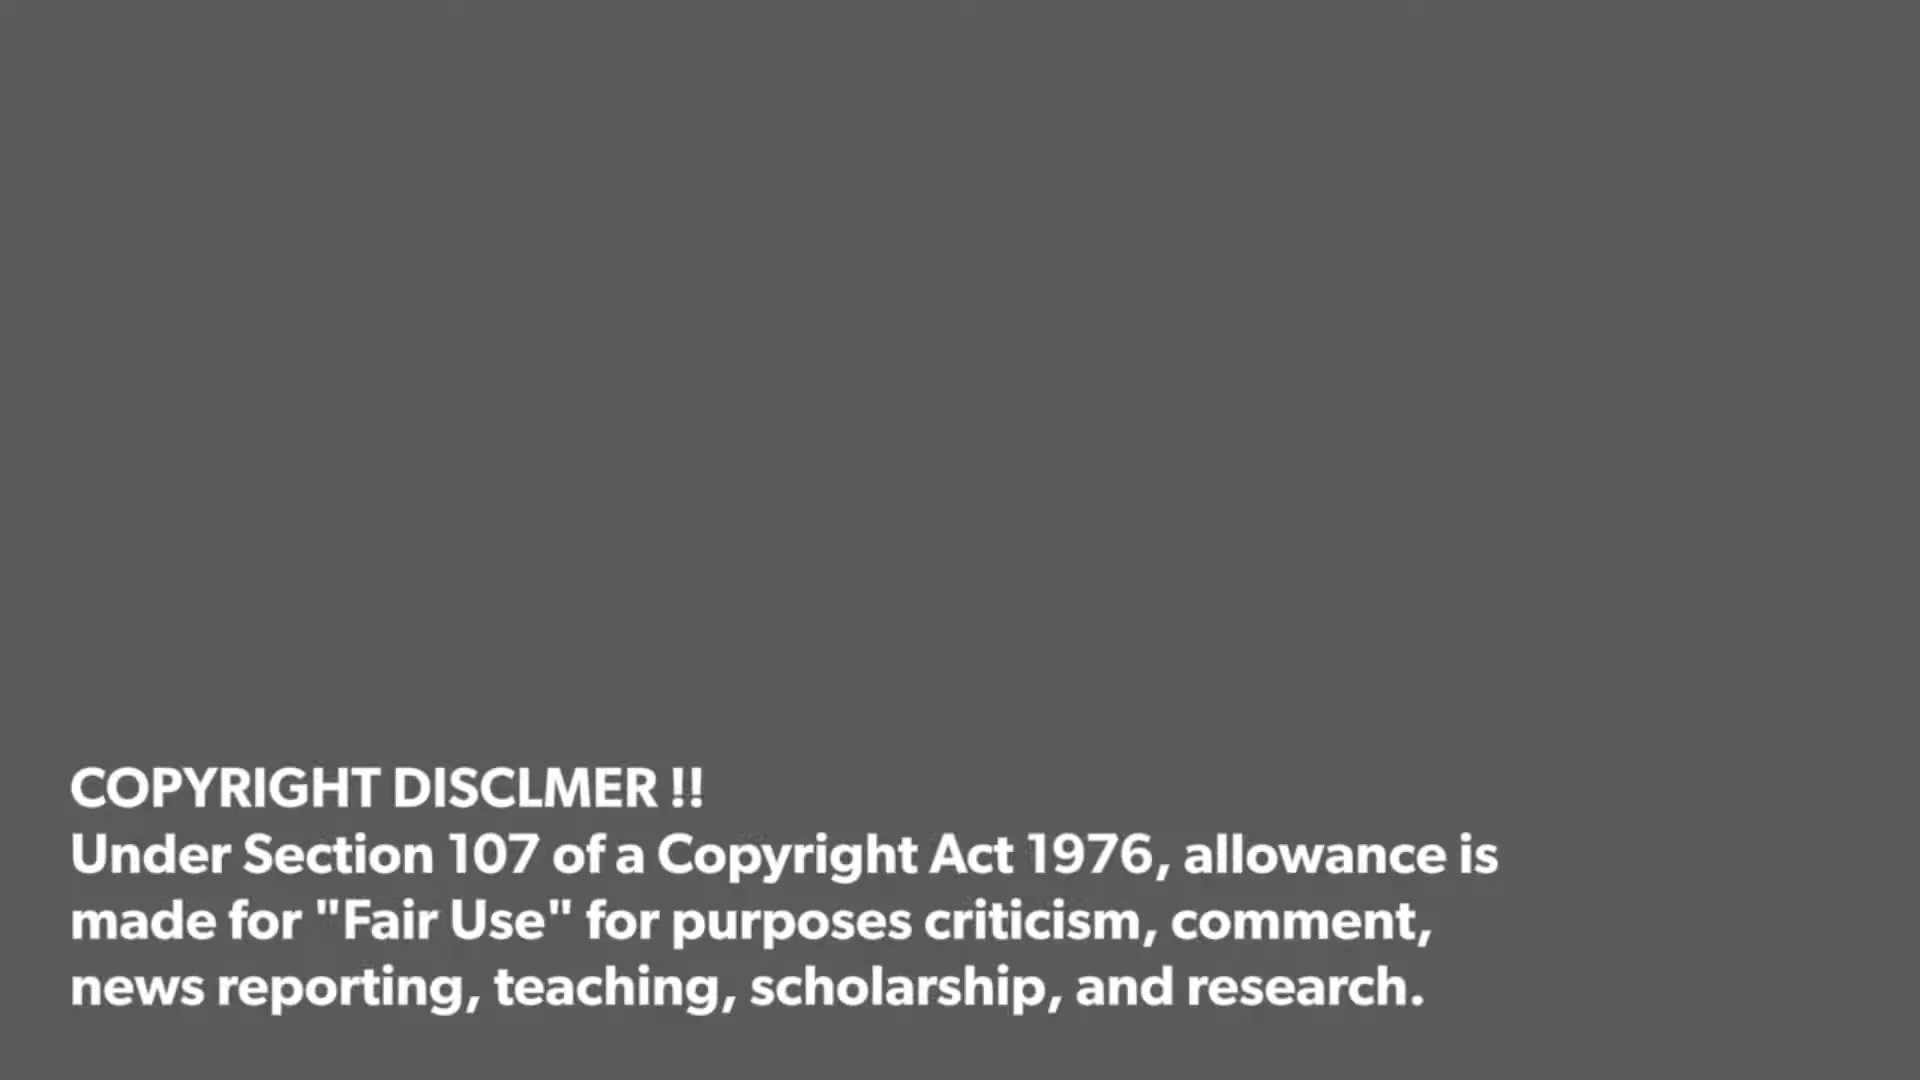 COPYRIGHT DISCLMER !!
Under Section 107 of a Copyright Act 1976, allowance is
made for "Fair Use" for purposes criticism, comment,
news reporting, teaching, scholarship, and research.